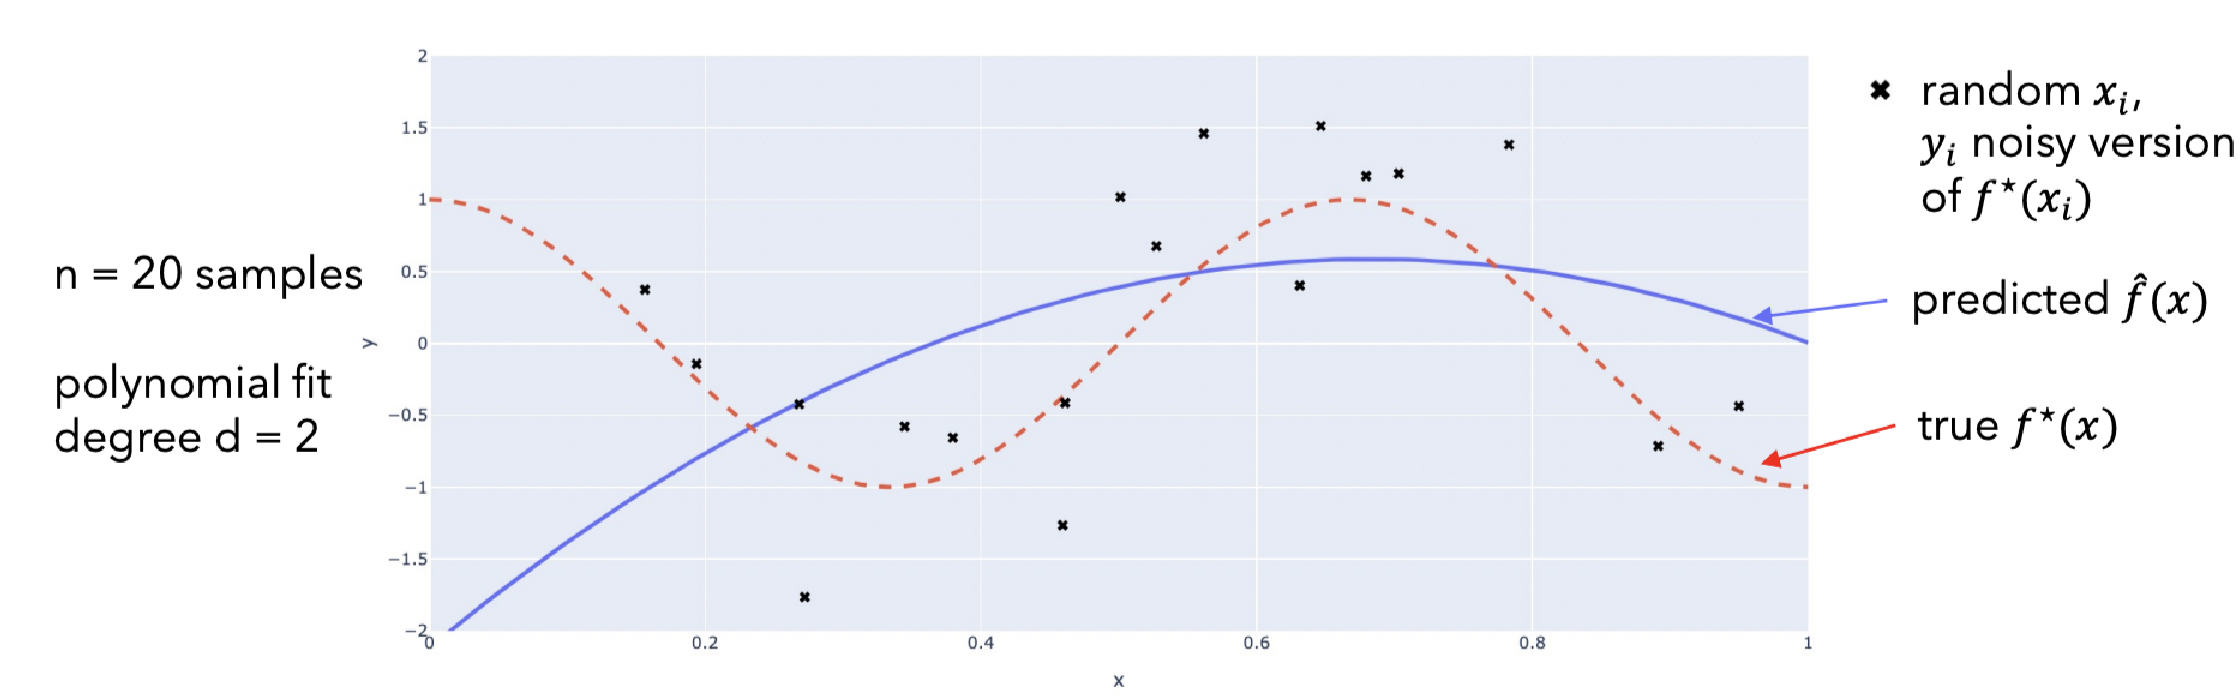 n = 20 samples
polynomial fit
degree d = 2
2
1.5
1
0.5
0
−0.5
−1
−1.5
−2
y
0
0.2
0.4
0.6
0.8
1
x
✖ random xᵢ,
yᵢ noisy version
of f*(xᵢ)
predicted f̂(x)
true f*(x)